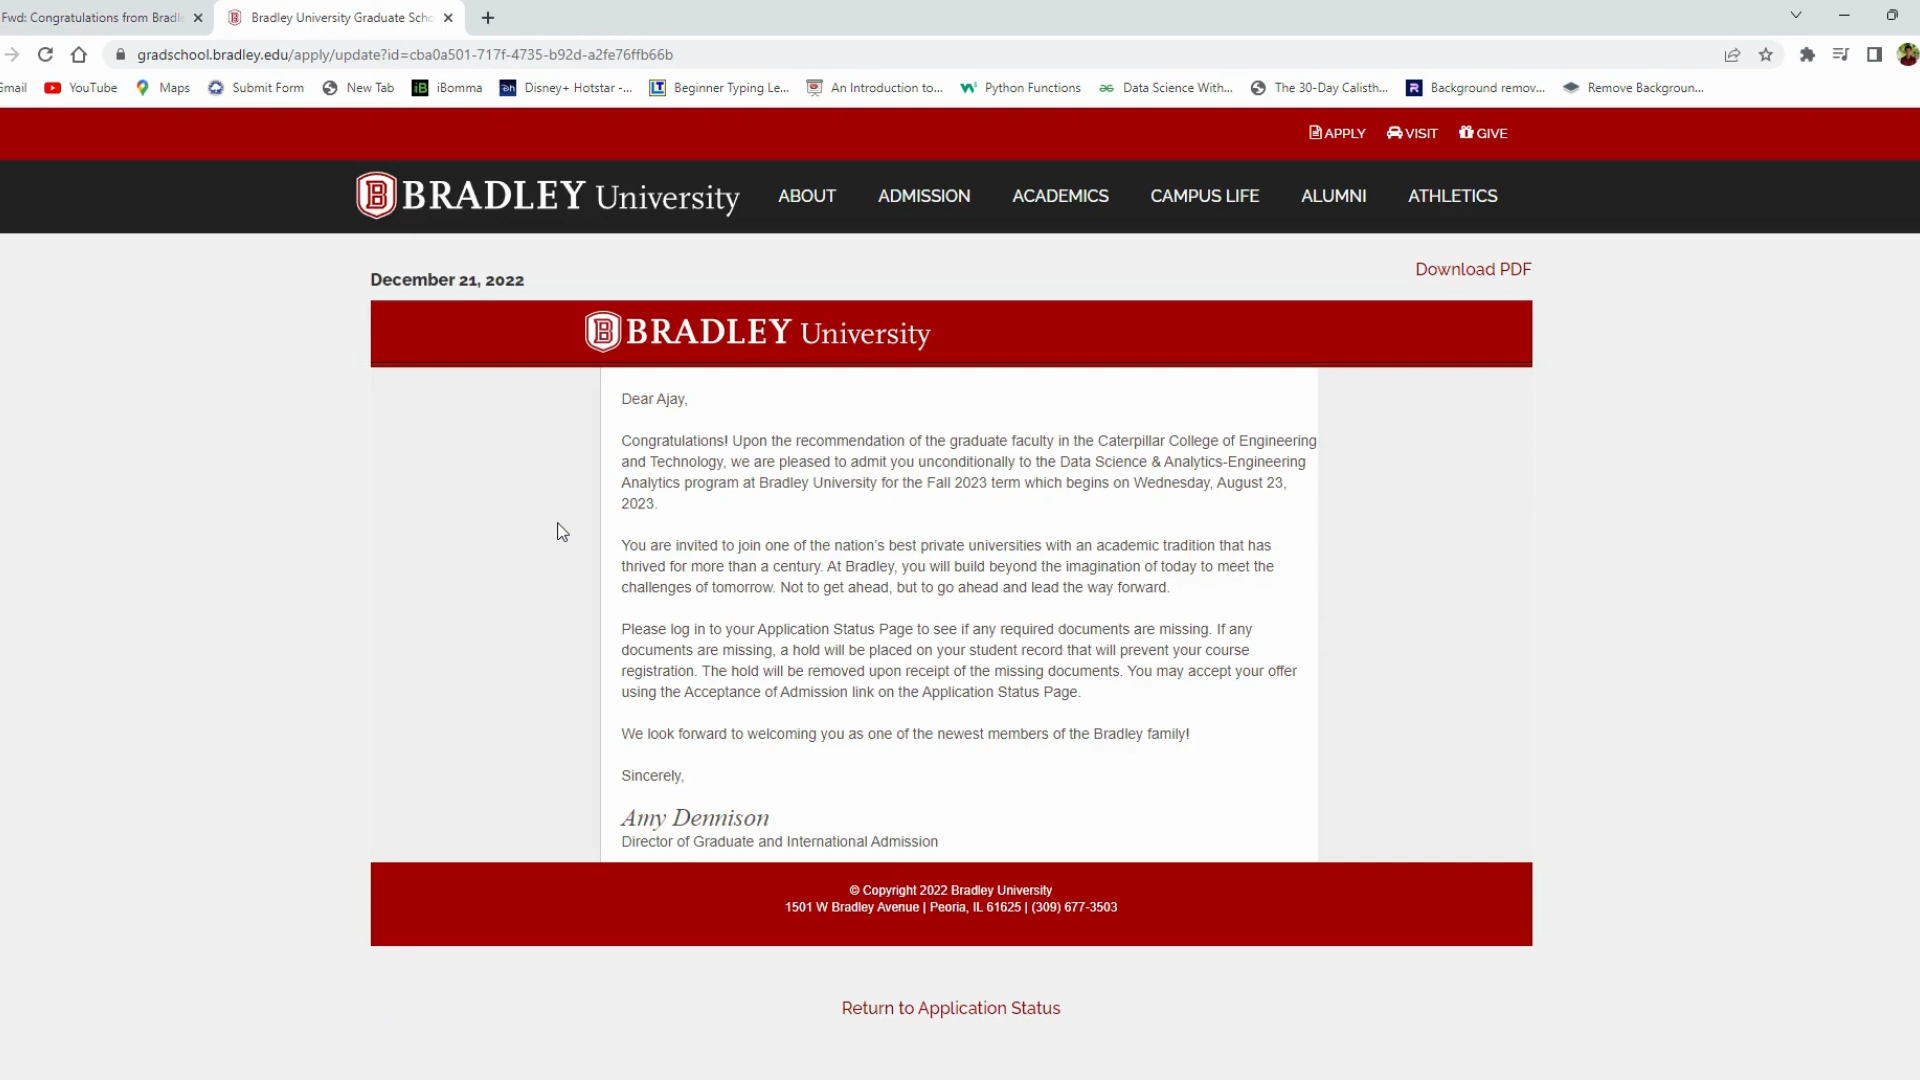 Fwd: Congratulations from Bradl
Bradley University Graduate Scho
gradschool.bradley.edu/apply/update?id=cba0a501-717f-4735-b92d-a2fe76ffb66b
Gmail YouTube Maps Submit Form New Tab iBomma Disney+ Hotstar -... Beginner Typing Le... An Introduction to... Python Functions Data Science With... The 30-Day Calisth... Background remov... Remove Backgroun...
APPLY VISIT GIVE
BRADLEY University ABOUT ADMISSION ACADEMICS CAMPUS LIFE ALUMNI ATHLETICS
Download PDF
December 21, 2022
BRADLEY University
Dear Ajay,
Congratulations! Upon the recommendation of the graduate faculty in the Caterpillar College of Engineering
and Technology, we are pleased to admit you unconditionally to the Data Science & Analytics-Engineering
Analytics program at Bradley University for the Fall 2023 term which begins on Wednesday, August 23,
2023.
You are invited to join one of the nation's best private universities with an academic tradition that has
thrived for more than a century. At Bradley, you will build beyond the imagination of today to meet the
challenges of tomorrow. Not to get ahead, but to go ahead and lead the way forward.
Please log in to your Application Status Page to see if any required documents are missing. If any
documents are missing, a hold will be placed on your student record that will prevent your course
registration. The hold will be removed upon receipt of the missing documents. You may accept your offer
using the Acceptance of Admission link on the Application Status Page.
We look forward to welcoming you as one of the newest members of the Bradley family!
Sincerely,
Amy Dennison
Director of Graduate and International Admission
© Copyright 2022 Bradley University
1501 W Bradley Avenue | Peoria, IL 61625 | (309) 677-3503
Return to Application Status